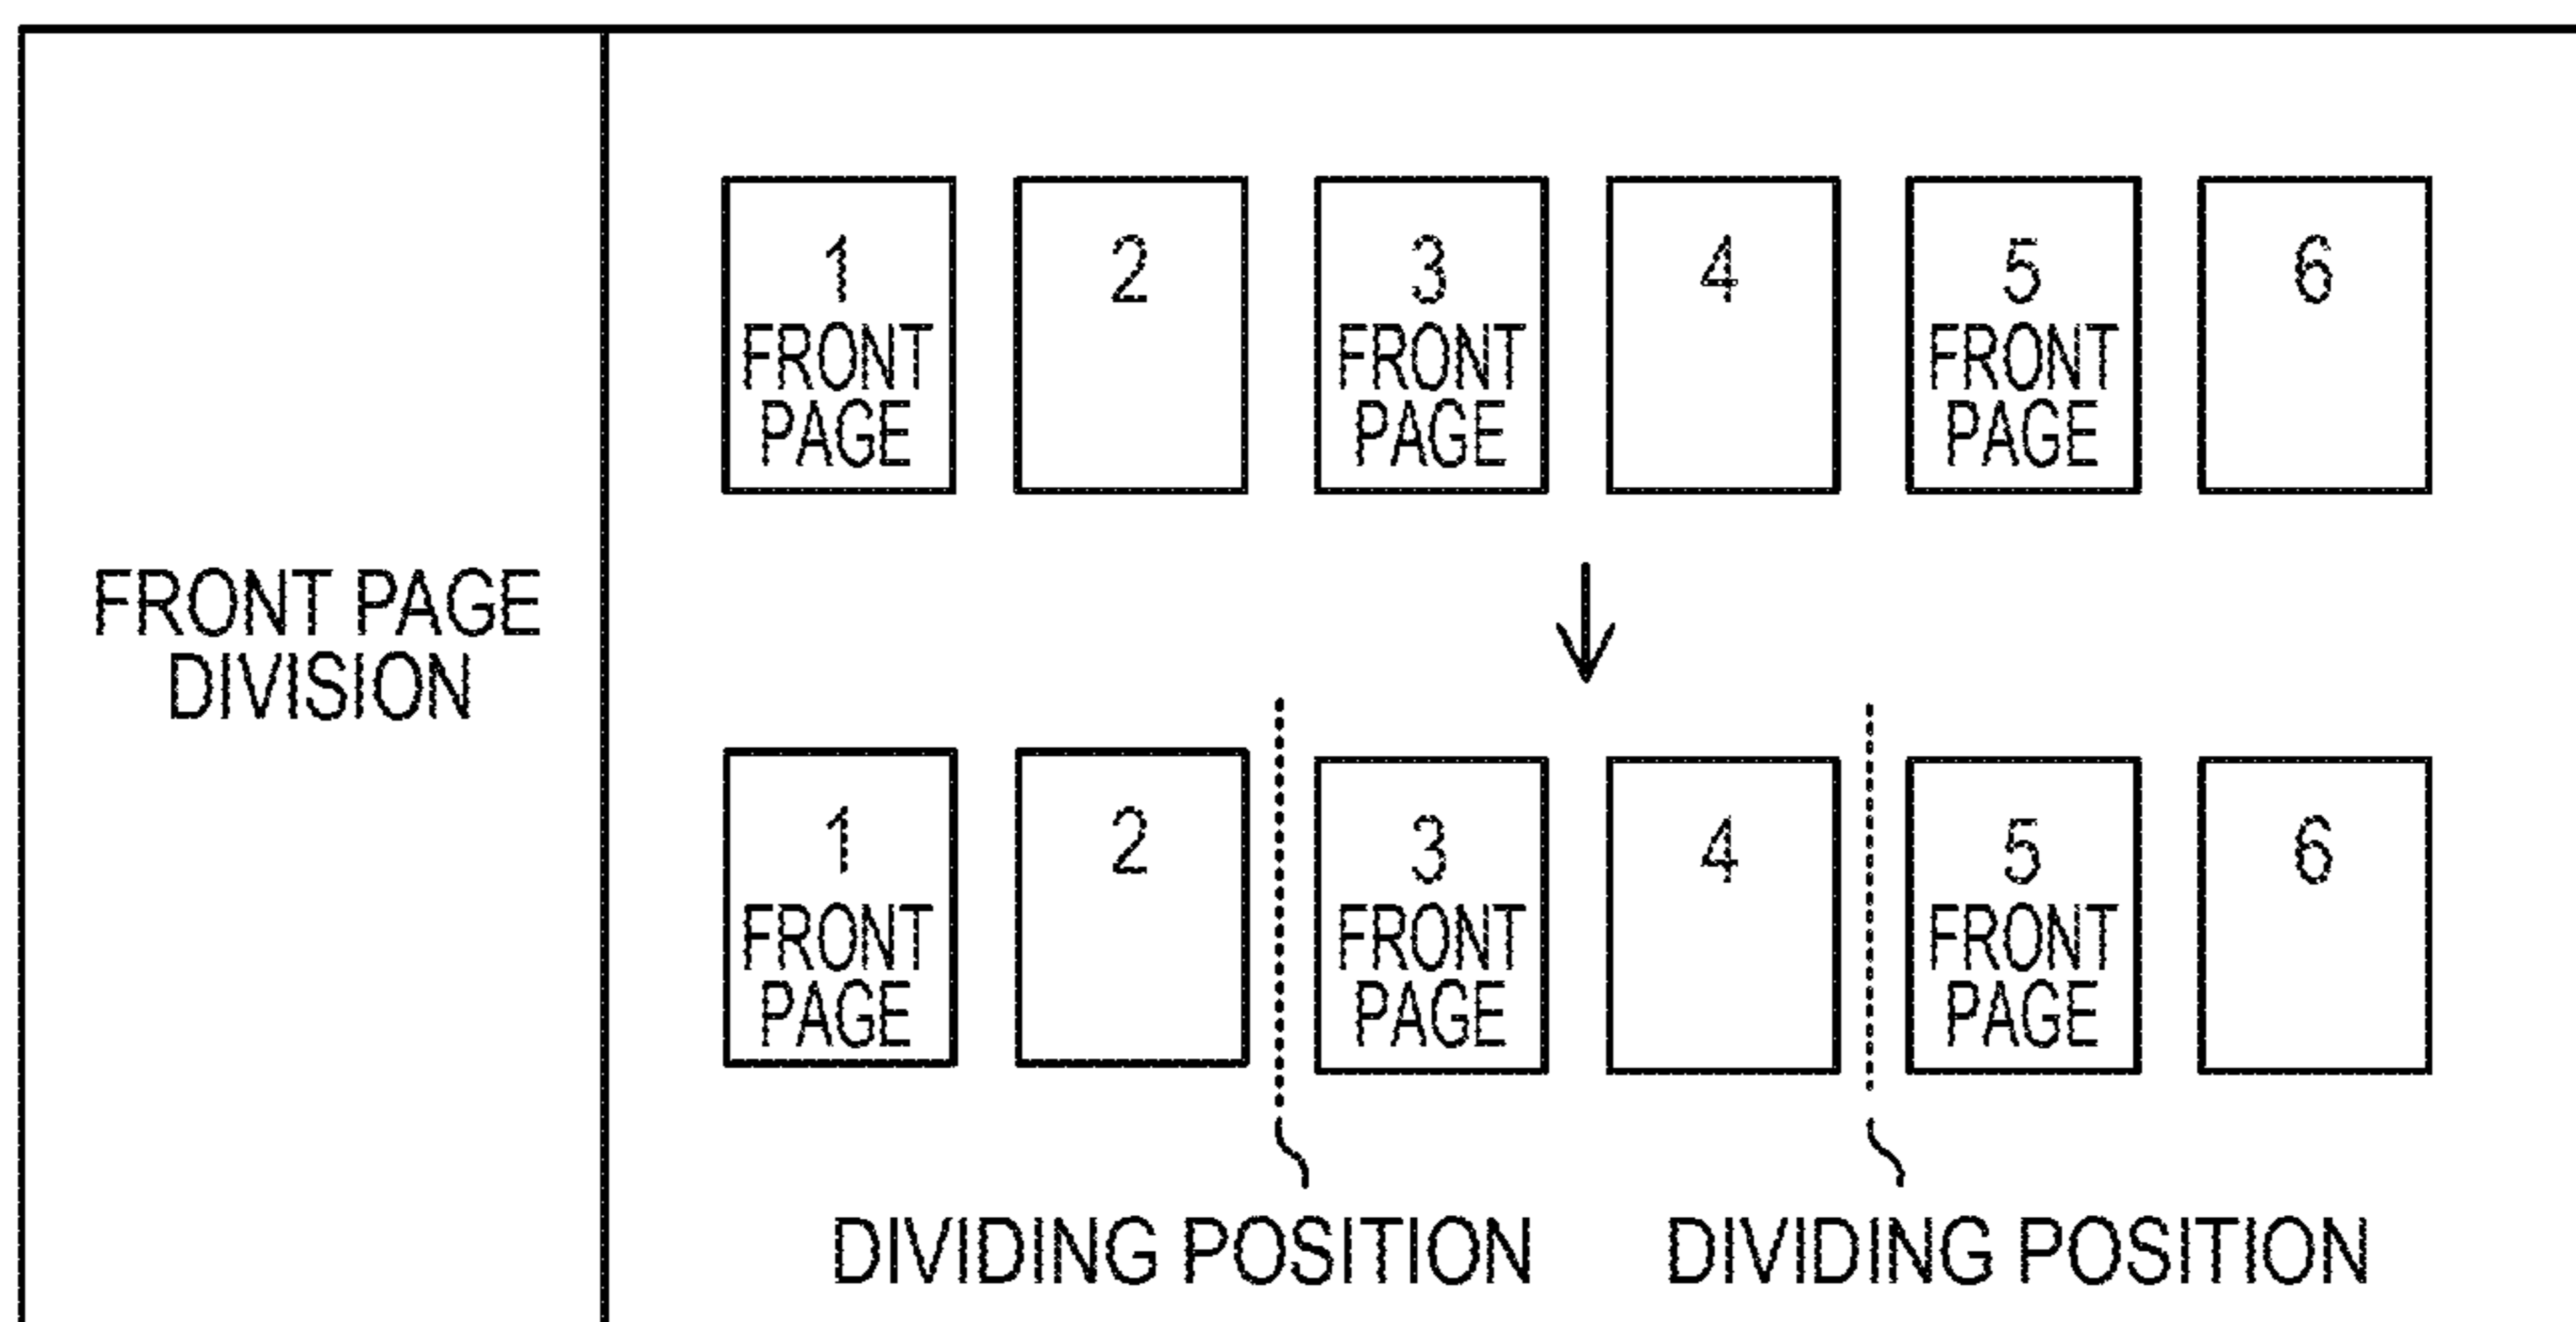 FRONT PAGE
DIVISION
1
FRONT
PAGE
2
3
FRONT
PAGE
4
5
FRONT
PAGE
6
1
FRONT
PAGE
2
3
FRONT
PAGE
4
5
FRONT
PAGE
6
DIVIDING POSITION
DIVIDING POSITION